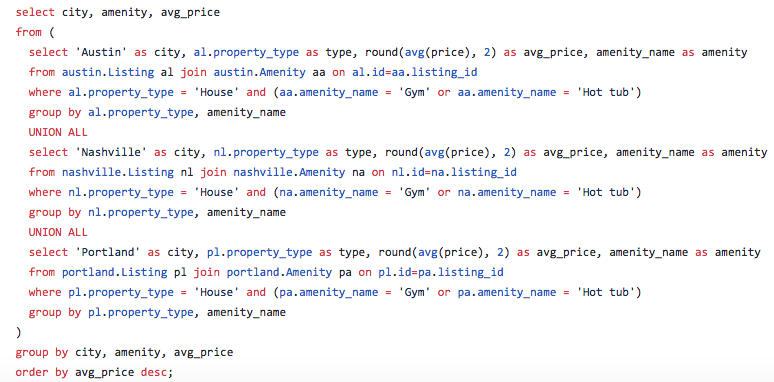 select city, amenity, avg_price
from (
  select 'Austin' as city, al.property_type as type, round(avg(price), 2) as avg_price, amenity_name as amenity
  from austin.Listing al join austin.Amenity aa on al.id=aa.listing_id
  where al.property_type = 'House' and (aa.amenity_name = 'Gym' or aa.amenity_name = 'Hot tub')
  group by al.property_type, amenity_name
  UNION ALL
  select 'Nashville' as city, nl.property_type as type, round(avg(price), 2) as avg_price, amenity_name as amenity
  from nashville.Listing nl join nashville.Amenity na on nl.id=na.listing_id
  where nl.property_type = 'House' and (na.amenity_name = 'Gym' or na.amenity_name = 'Hot tub')
  group by nl.property_type, amenity_name
  UNION ALL
  select 'Portland' as city, pl.property_type as type, round(avg(price), 2) as avg_price, amenity_name as amenity
  from portland.Listing pl join portland.Amenity pa on pl.id=pa.listing_id
  where pl.property_type = 'House' and (pa.amenity_name = 'Gym' or pa.amenity_name = 'Hot tub')
  group by pl.property_type, amenity_name
)
group by city, amenity, avg_price
order by avg_price desc;